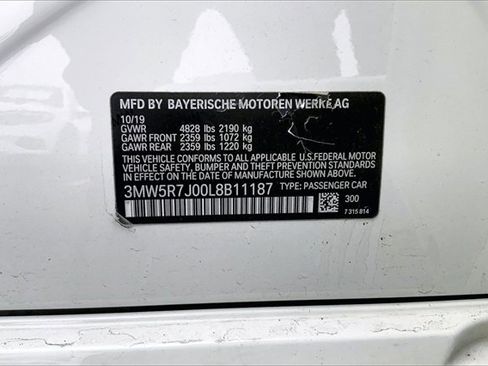 MFD BY BAYERISCHE MOTOREN WERKE AG
10/19
GVWR 4828 lbs 2190 kg
GAWR FRONT 2359 lbs 1072 kg
GAWR REAR 2359 lbs 1220 kg
THIS VEHICLE CONFORMS TO ALL APPLICABLE U.S. FEDERAL MOTOR
VEHICLE SAFETY, BUMPER AND THEFT PREVENTION STANDARDS
IN EFFECT ON THE DATE OF MANUFACTURE SHOWN ABOVE.
3MW5R7J00L8B11187 TYPE: PASSENGER CAR
300
7 315 814